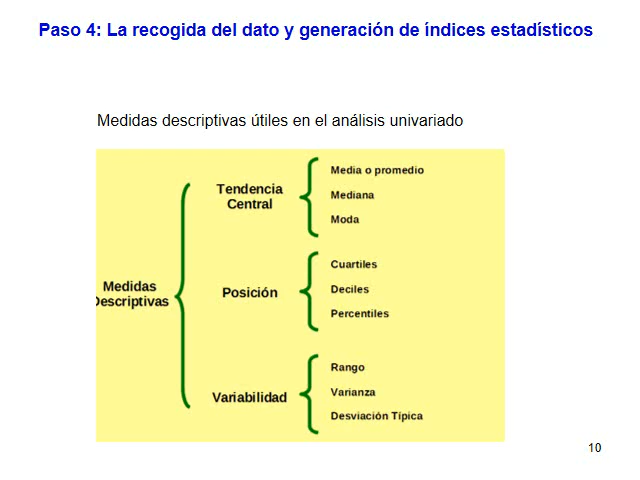 Paso 4: La recogida del dato y generación de índices estadísticos
Medidas descriptivas útiles en el análisis univariado
Medidas
Descriptivas
Tendencia
Central
Media o promedio
Mediana
Moda
Posición
Cuartiles
Deciles
Percentiles
Variabilidad
Rango
Varianza
Desviación Típica
10